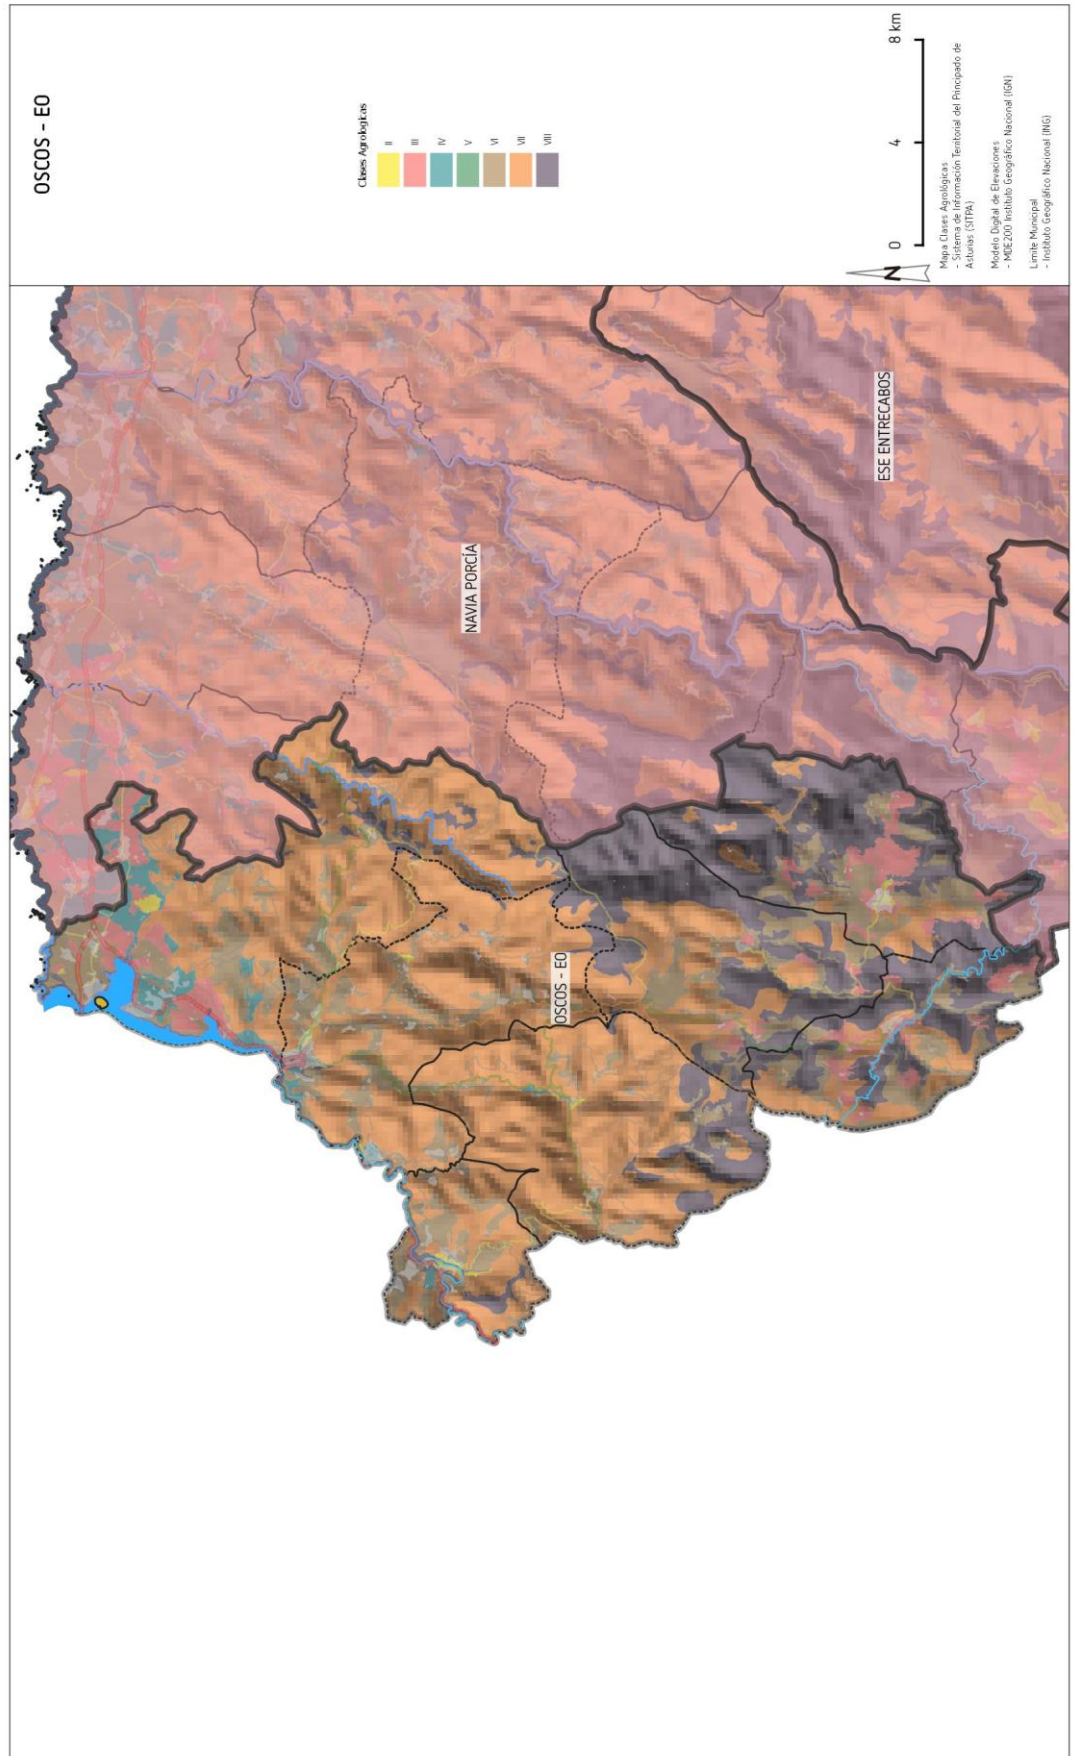 OSCOS - EO
Clases Agrológicas
II
III
IV
V
VI
VII
VIII
0 4 8 km
N
Mapa Clases Agrológicas
- Sistema de Información Territorial del Principado de
Asturias (SITPA)
Modelo Digital de Elevaciones
- MDE200 Instituto Geográfico Nacional (IGN)
Límite Municipal
- Instituto Geográfico Nacional (ING)
NAVIA PORCÍA
ESE ENTRECABOS
OSCOS - EO